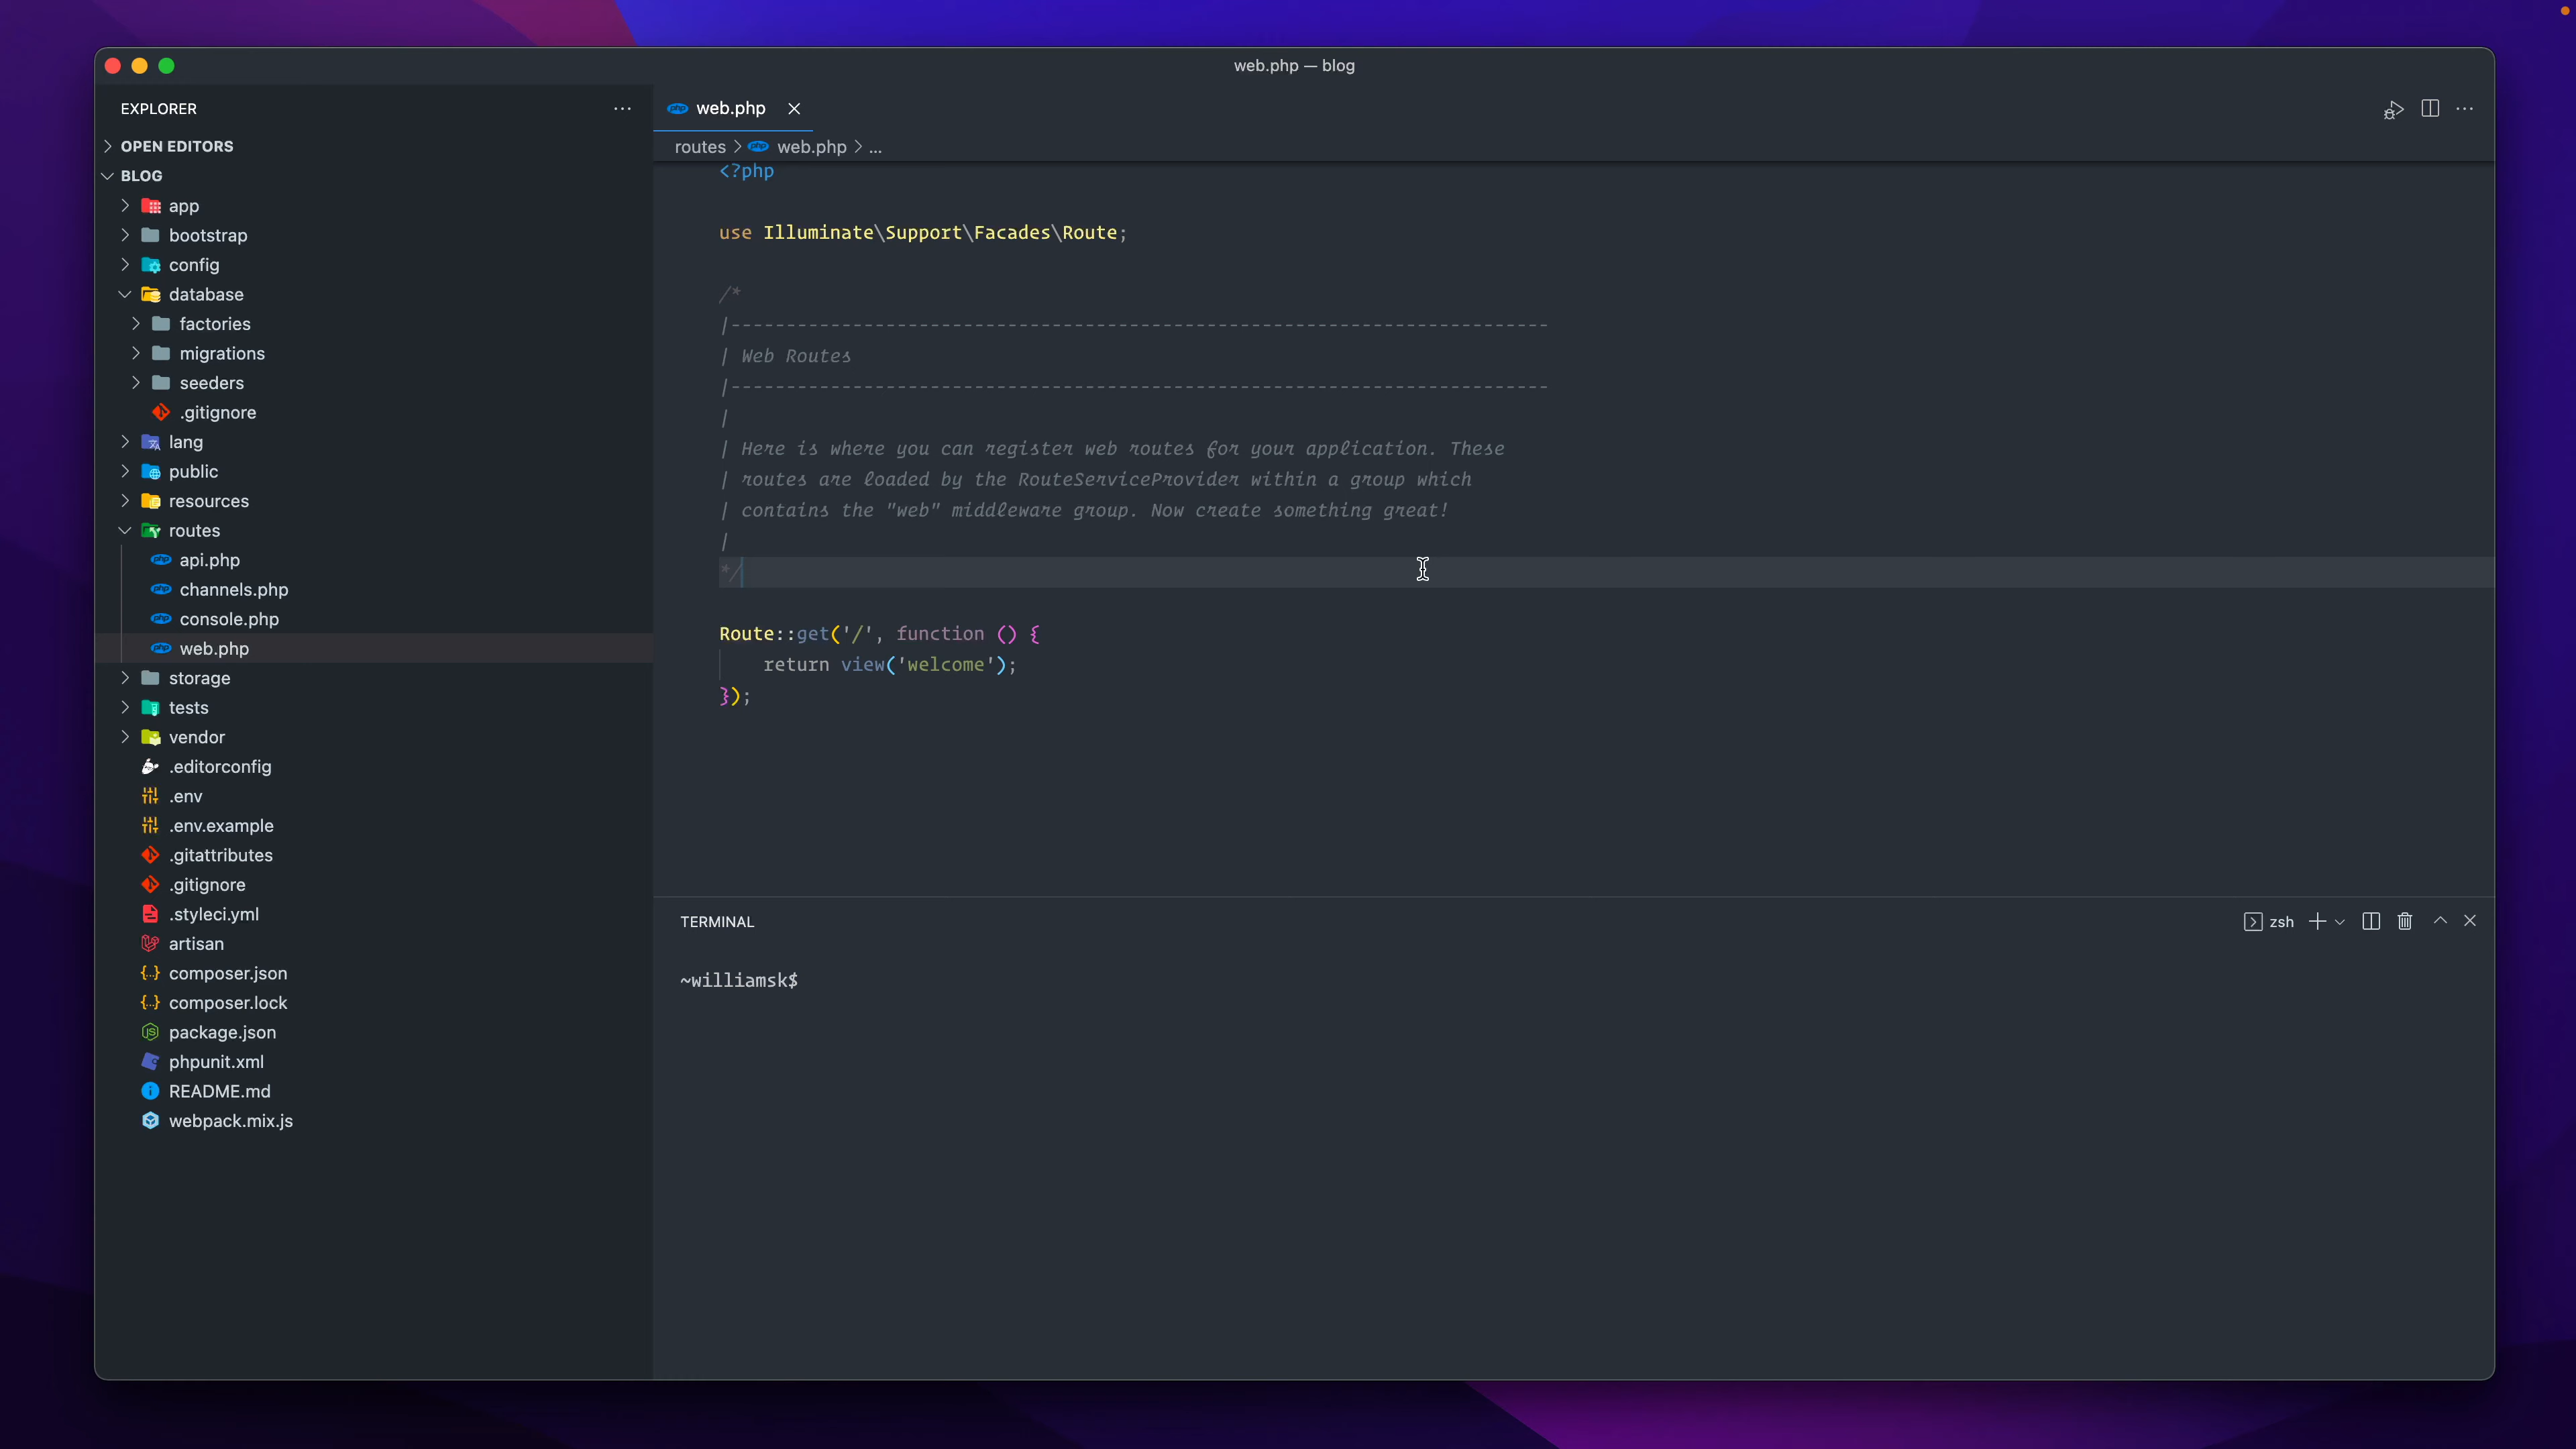 web.php — blog
EXPLORER
OPEN EDITORS
BLOG
app
bootstrap
config
database
factories
migrations
seeders
.gitignore
lang
public
resources
routes
api.php
channels.php
console.php
web.php
storage
tests
vendor
.editorconfig
.env
.env.example
.gitattributes
.gitignore
.styleci.yml
artisan
composer.json
composer.lock
package.json
phpunit.xml
README.md
webpack.mix.js
php web.php
routes > php web.php > ...
<?php
use Illuminate\Support\Facades\Route;
/*
|--------------------------------------------------------------------------
| Web Routes
|--------------------------------------------------------------------------
|
| Here is where you can register web routes for your application. These
| routes are loaded by the RouteServiceProvider within a group which
| contains the "web" middleware group. Now create something great!
|
*/
Route::get('/', function () {
    return view('welcome');
});
TERMINAL
zsh
~williamsk$